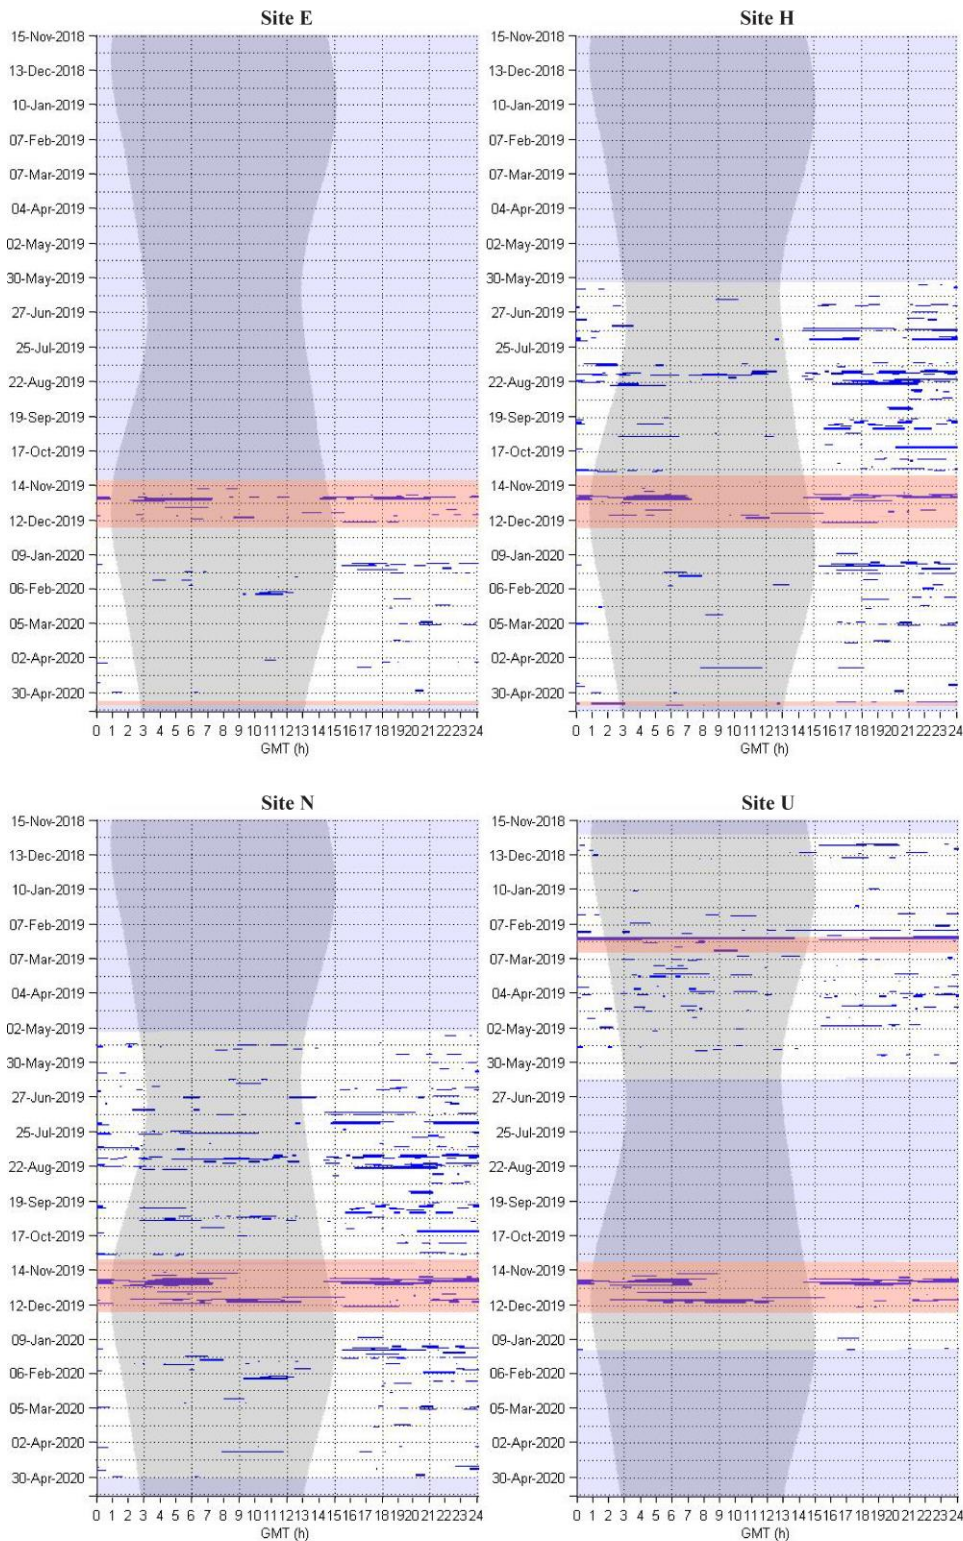 Site E
15-Nov-2018
13-Dec-2018
10-Jan-2019
07-Feb-2019
07-Mar-2019
04-Apr-2019
02-May-2019
30-May-2019
27-Jun-2019
25-Jul-2019
22-Aug-2019
19-Sep-2019
17-Oct-2019
14-Nov-2019
12-Dec-2019
09-Jan-2020
06-Feb-2020
05-Mar-2020
02-Apr-2020
30-Apr-2020
0 1 2 3 4 5 6 7 8 9 10 11 12 13 14 15 16 17 18 19 20 21 22 23 24
GMT (h)
Site H
15-Nov-2018
13-Dec-2018
10-Jan-2019
07-Feb-2019
07-Mar-2019
04-Apr-2019
02-May-2019
30-May-2019
27-Jun-2019
25-Jul-2019
22-Aug-2019
19-Sep-2019
17-Oct-2019
14-Nov-2019
12-Dec-2019
09-Jan-2020
06-Feb-2020
05-Mar-2020
02-Apr-2020
30-Apr-2020
0 1 2 3 4 5 6 7 8 9 10 11 12 13 14 15 16 17 18 19 20 21 22 23 24
GMT (h)
Site N
15-Nov-2018
13-Dec-2018
10-Jan-2019
07-Feb-2019
07-Mar-2019
04-Apr-2019
02-May-2019
30-May-2019
27-Jun-2019
25-Jul-2019
22-Aug-2019
19-Sep-2019
17-Oct-2019
14-Nov-2019
12-Dec-2019
09-Jan-2020
06-Feb-2020
05-Mar-2020
02-Apr-2020
30-Apr-2020
0 1 2 3 4 5 6 7 8 9 10 11 12 13 14 15 16 17 18 19 20 21 22 23 24
GMT (h)
Site U
15-Nov-2018
13-Dec-2018
10-Jan-2019
07-Feb-2019
07-Mar-2019
04-Apr-2019
02-May-2019
30-May-2019
27-Jun-2019
25-Jul-2019
22-Aug-2019
19-Sep-2019
17-Oct-2019
14-Nov-2019
12-Dec-2019
09-Jan-2020
06-Feb-2020
05-Mar-2020
02-Apr-2020
30-Apr-2020
0 1 2 3 4 5 6 7 8 9 10 11 12 13 14 15 16 17 18 19 20 21 22 23 24
GMT (h)